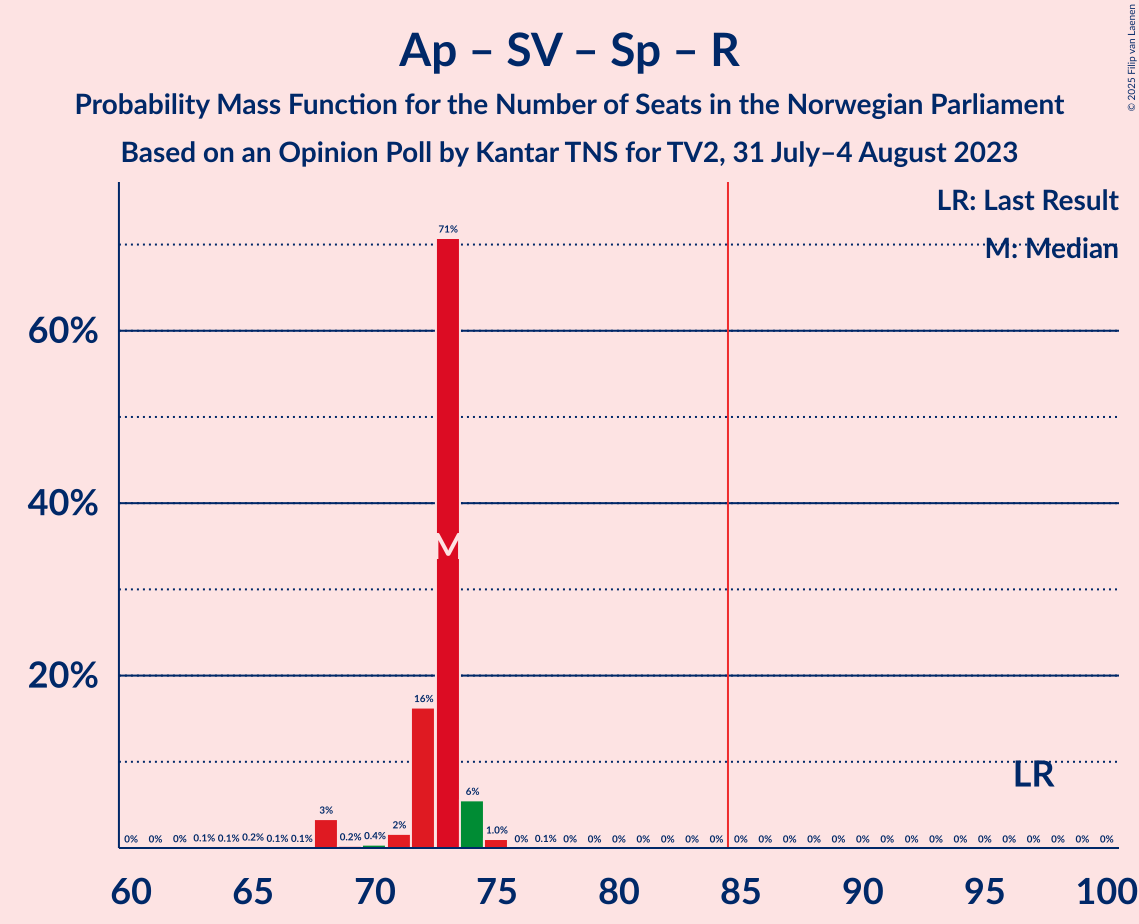 Ap – SV – Sp – R
Probability Mass Function for the Number of Seats in the Norwegian Parliament
Based on an Opinion Poll by Kantar TNS for TV2, 31 July–4 August 2023
© 2025 Filip van Laenen
LR: Last Result
M: Median
60%
40%
20%
71%
M
16%
LR
3%
6%
0% 0% 0% 0.1% 0.1% 0.2% 0.1% 0.1% 0.2% 0.4% 2% 1.0% 0% 0.1% 0% 0% 0% 0% 0% 0% 0% 0% 0% 0% 0% 0% 0% 0% 0% 0% 0% 0% 0% 0% 0% 0% 0%
60 65 70 75 80 85 90 95 100